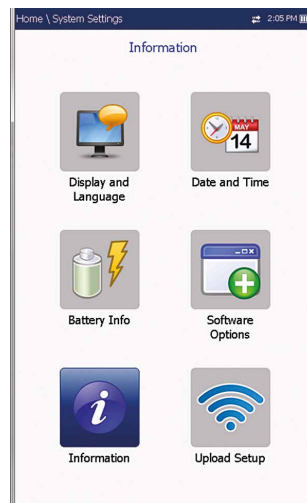 Home \ System Settings 2:05 PM
Information
Display and
Language
MAY
14
Date and Time
Battery Info
Software
Options
i
Information
Upload Setup